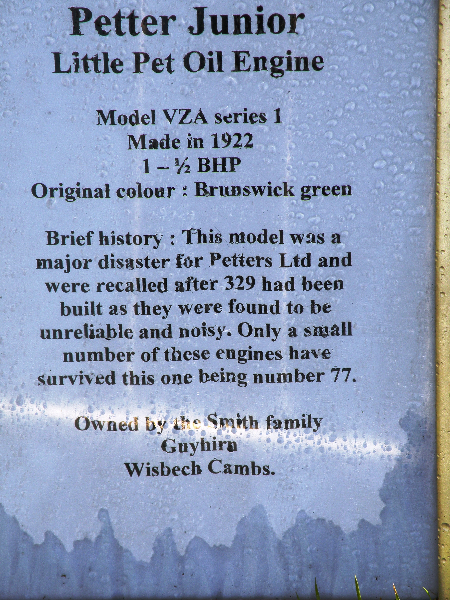 Petter Junior
Little Pet Oil Engine
Model VZA series 1
Made in 1922
1 – ½ BHP
Original colour : Brunswick green
Brief history : This model was a
major disaster for Petters Ltd and
were recalled after 329 had been
built as they were found to be
unreliable and noisy. Only a small
number of these engines have
survived this one being number 77.
Owned by the Smith family
Guyhirn
Wisbech Cambs.